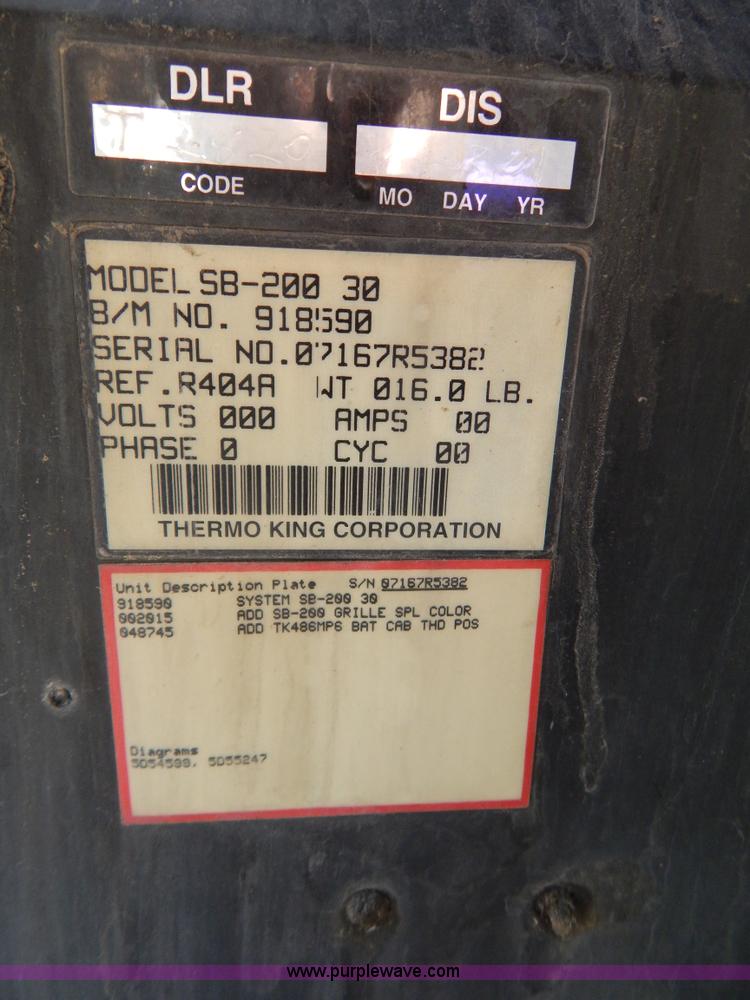 DLR
DIS
CODE
MO DAY YR
MODEL SB-200 30
B/M NO. 918590
SERIAL NO.07167R5382
REF.R404A WT 016.0 LB.
VOLTS 000 AMPS 00
PHASE 0 CYC 00
THERMO KING CORPORATION
Unit Description Plate S/N 07167R5382
918590 SYSTEM SB-200 30
002015 ADD SB-200 GRILLE SPL COLOR
048745 ADD TK486MP6 BAT CAB THD POS
Diagrams
5D55247
www.purplewave.com